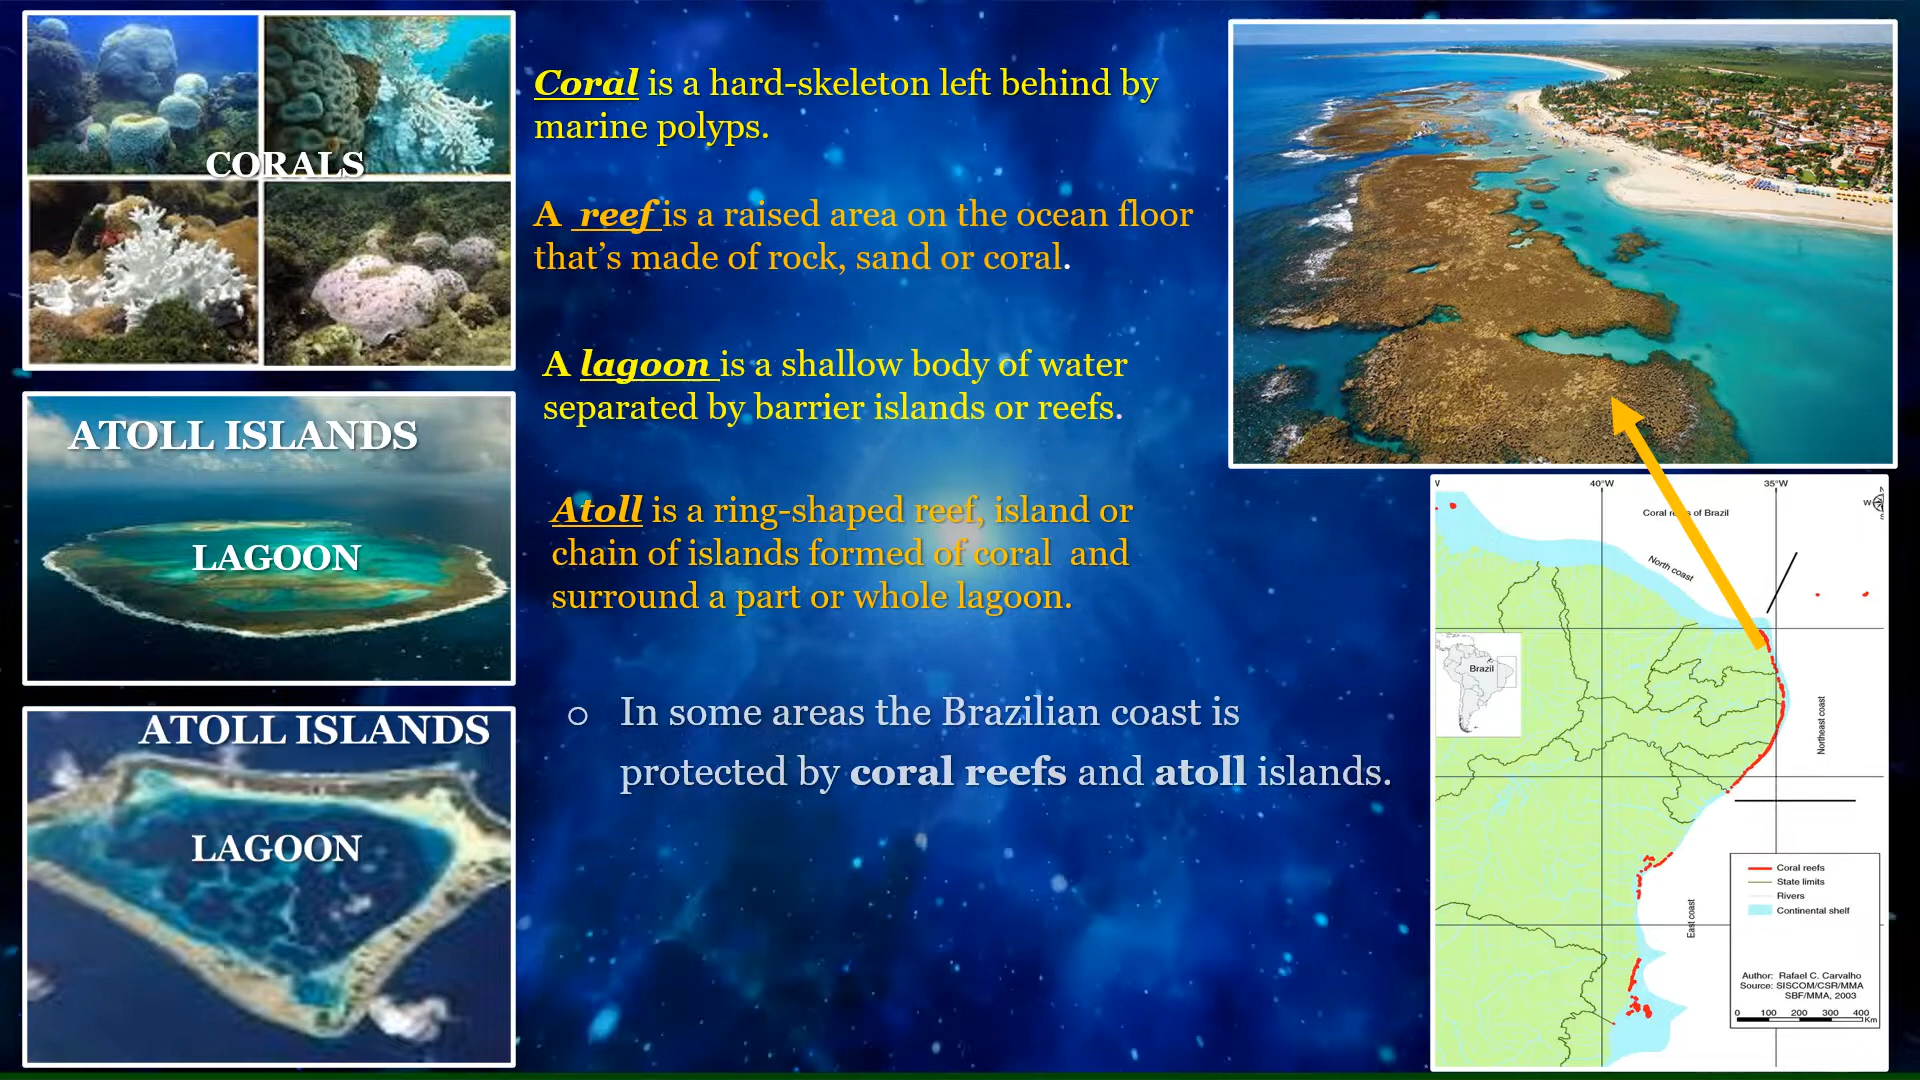 CORALS
ATOLL ISLANDS
LAGOON
ATOLL ISLANDS
LAGOON
Coral is a hard-skeleton left behind by
marine polyps.
A reef is a raised area on the ocean floor
that’s made of rock, sand or coral.
A lagoon is a shallow body of water
separated by barrier islands or reefs.
Atoll is a ring-shaped reef, island or
chain of islands formed of coral and
surround a part or whole lagoon.
o In some areas the Brazilian coast is
protected by coral reefs and atoll islands.
40°W 35°W
Coral reefs of Brazil
North coast
Brazil
Northeast coast
East coast
Coral reefs
State limits
Rivers
Continental shelf
Author: Rafael C. Carvalho
Source: SISCOM/CSR/MMA
SBF/MMA, 2003
0 100 200 300 400
Km